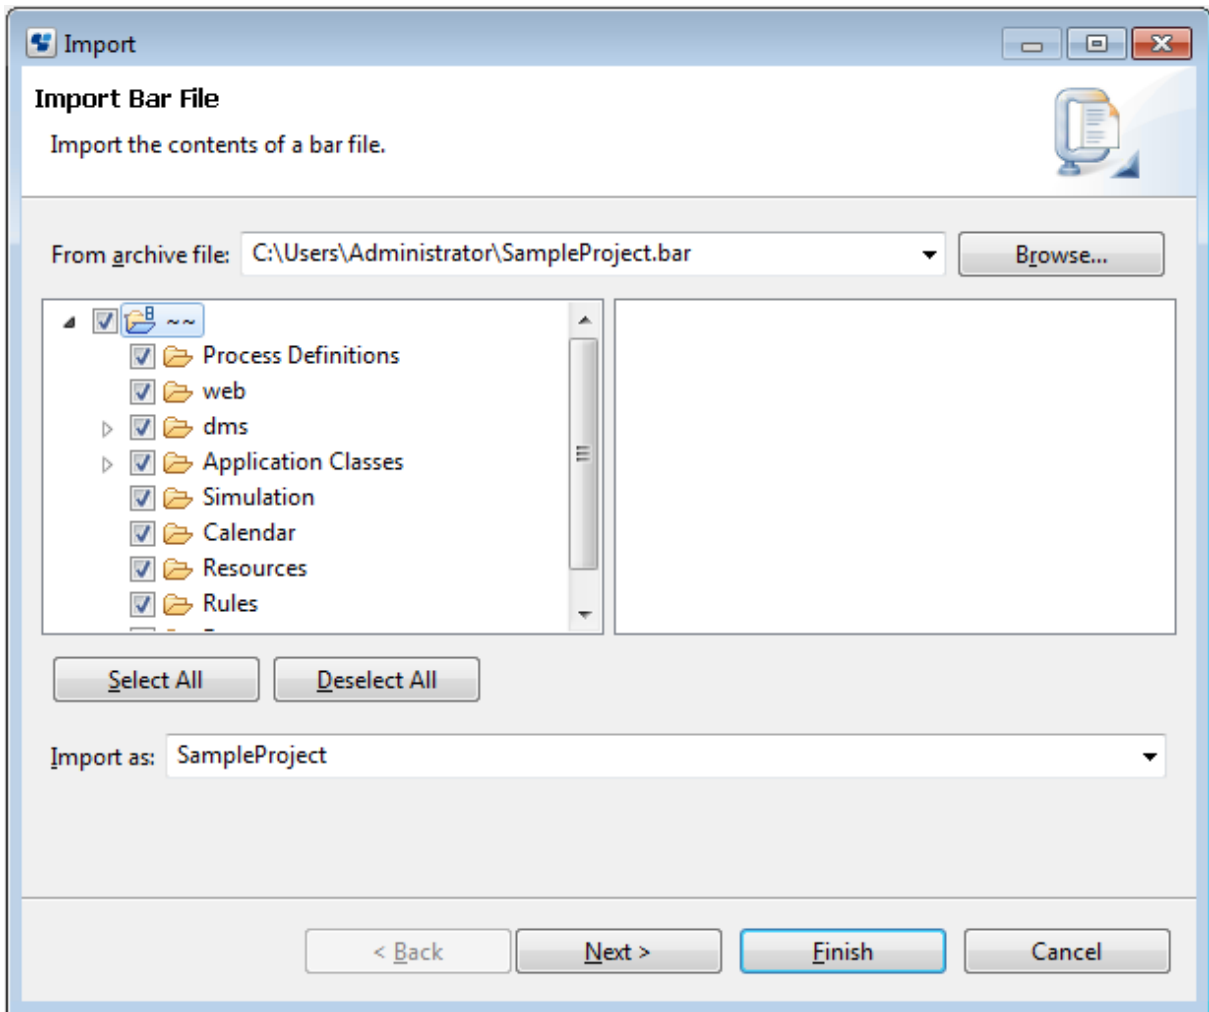 Import
Import Bar File
Import the contents of a bar file.
From archive file: C:\Users\Administrator\SampleProject.bar Browse...
~~
Process Definitions
web
dms
Application Classes
Simulation
Calendar
Resources
Rules
Select All Deselect All
Import as: SampleProject
< Back Next > Finish Cancel